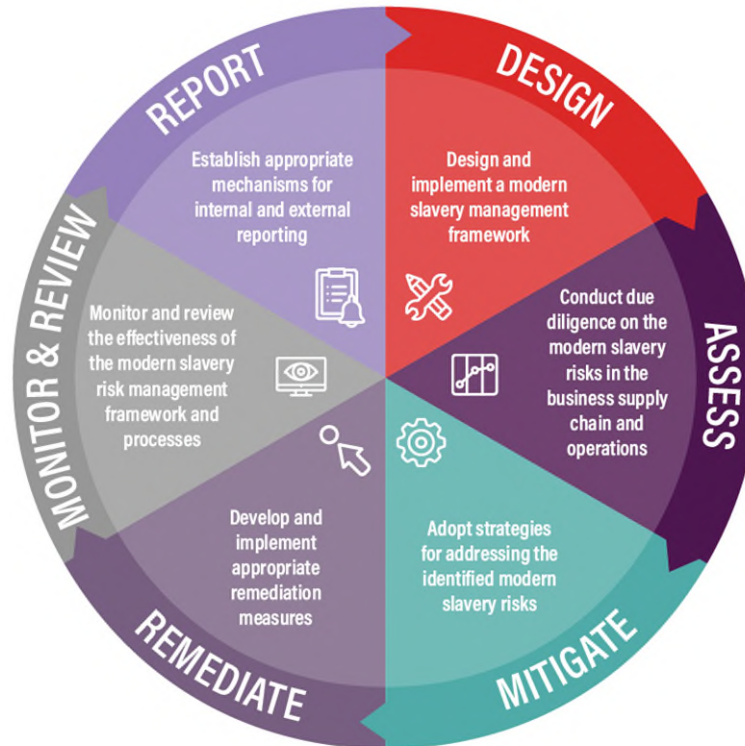 REPORT
Establish appropriate
mechanisms for
internal and external
reporting
DESIGN
Design and
implement a modern
slavery management
framework
ASSESS
Conduct due
diligence on the
modern slavery
risks in the
business supply
chain and
operations
MITIGATE
Adopt strategies
for addressing the
identified modern
slavery risks
REMEDIATE
Develop and
implement
appropriate
remediation
measures
MONITOR & REVIEW
Monitor and review
the effectiveness of
the modern slavery
risk management
framework and
processes